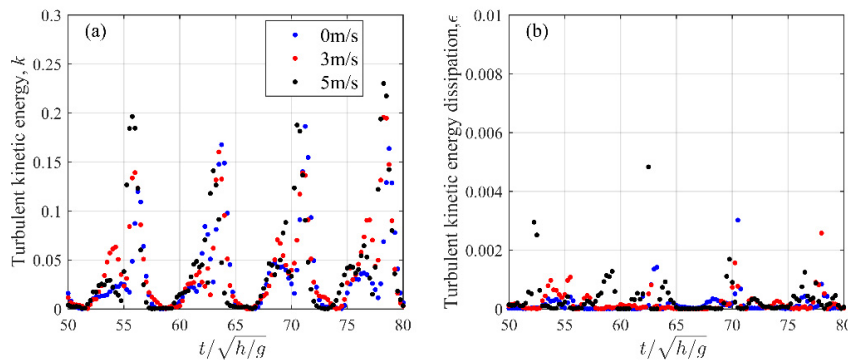 (a)
0m/s
3m/s
5m/s
Turbulent kinetic energy, k
0.3
0.25
0.2
0.15
0.1
0.05
0
50 55 60 65 70 75 80
t/√h/g
(b)
Turbulent kinetic energy dissipation,ϵ
0.01
0.008
0.006
0.004
0.002
0
50 55 60 65 70 75 80
t/√h/g